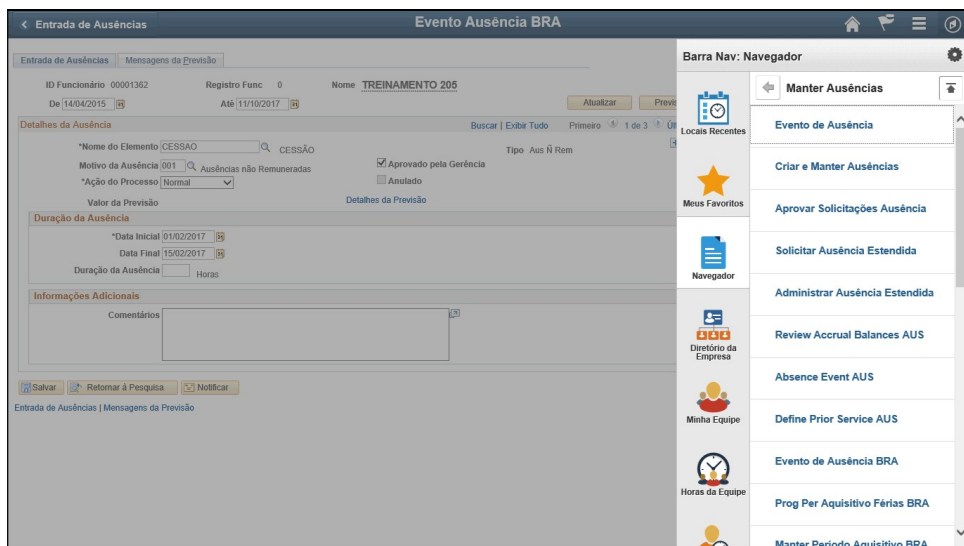 Entrada de Ausências
Evento Ausência BRA
Entrada de Ausências
Mensagens da Previsão
ID Funcionário 00001362
Registro Func 0
Nome TREINAMENTO 205
De 14/04/2015
Até 11/10/2017
Atualizar
Detalhes da Ausência
Buscar | Exibir Tudo
Primeiro
1 de 3
*Nome do Elemento CESSAO
CESSÃO
Tipo Aus Ñ Rem
Motivo da Ausência 001
Ausências não Remuneradas
Aprovado pela Gerência
*Ação do Processo Normal
Anulado
Valor da Previsão
Detalhes da Previsão
Duração da Ausência
*Data Inicial 01/02/2017
Data Final 15/02/2017
Duração da Ausência
Horas
Informações Adicionais
Comentários
Salvar
Retornar à Pesquisa
Notificar
Entrada de Ausências | Mensagens da Previsão
Barra Nav: Navegador
Locais Recentes
Meus Favoritos
Navegador
Diretório da
Empresa
Minha Equipe
Horas da Equipe
Manter Ausências
Evento de Ausência
Criar e Manter Ausências
Aprovar Solicitações Ausência
Solicitar Ausência Estendida
Administrar Ausência Estendida
Review Accrual Balances AUS
Absence Event AUS
Define Prior Service AUS
Evento de Ausência BRA
Prog Per Aquisitivo Férias BRA
Manter Periodo Aquisitivo BRA